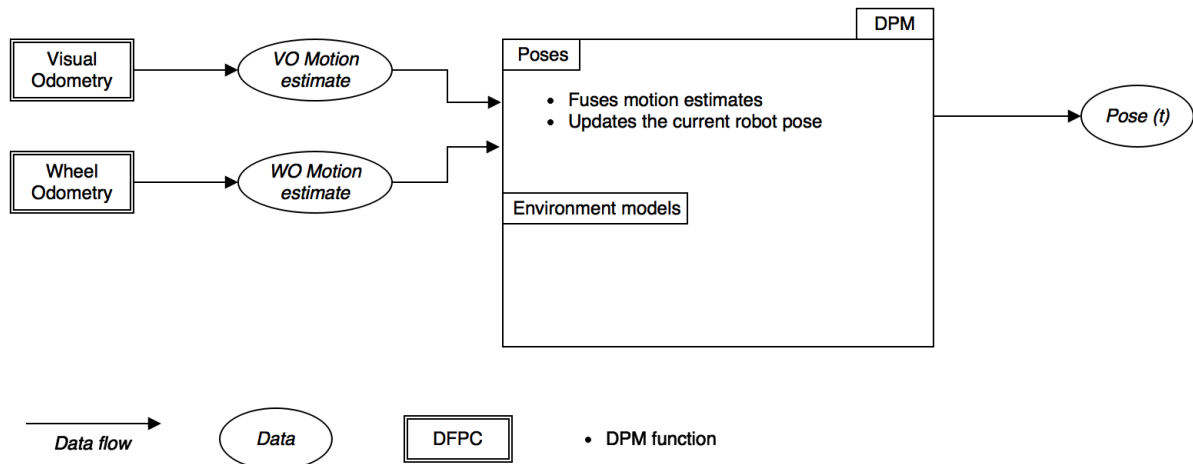 DPM
Visual
Odometry
VO Motion
estimate
Poses
• Fuses motion estimates
• Updates the current robot pose
Pose (t)
Wheel
Odometry
WO Motion
estimate
Environment models
Data flow
Data
DFPC
• DPM function